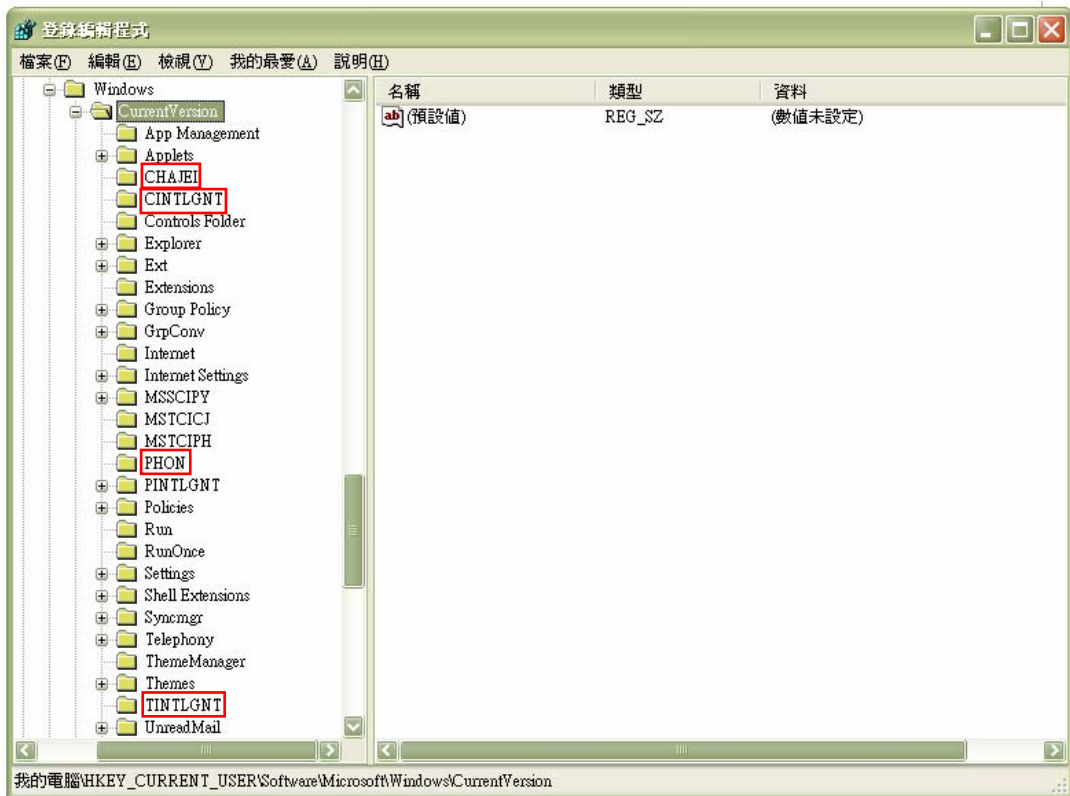 登錄編輯程式
檔案(F) 編輯(E) 檢視(V) 我的最愛(A) 說明(H)
Windows
CurrentVersion
App Management
Applets
CHAJEI
CINTLGNT
Controls Folder
Explorer
Ext
Extensions
Group Policy
GrpConv
Internet
Internet Settings
MSSCIPY
MSTCICJ
MSTCIPH
PHON
PINTLGNT
Policies
Run
RunOnce
Settings
Shell Extensions
Syncmgr
Telephony
ThemeManager
Themes
TINTLGNT
UnreadMail
名稱 類型 資料
ab (預設值) REG_SZ (數值未設定)
我的電腦\HKEY_CURRENT_USER\Software\Microsoft\Windows\CurrentVersion